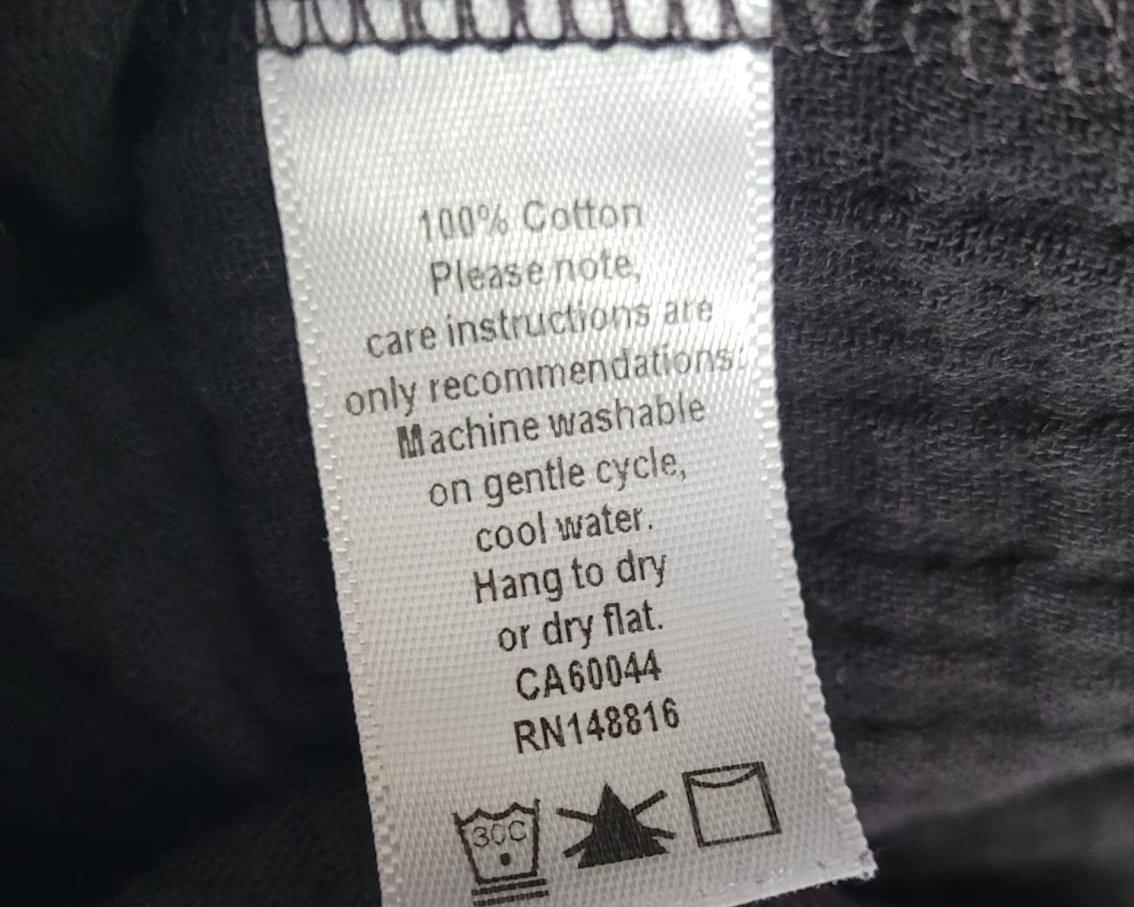 100% Cotton
Please note,
care instructions are
only recommendations:
Machine washable
on gentle cycle,
cool water.
Hang to dry
or dry flat.
CA60044
RN148816
30C